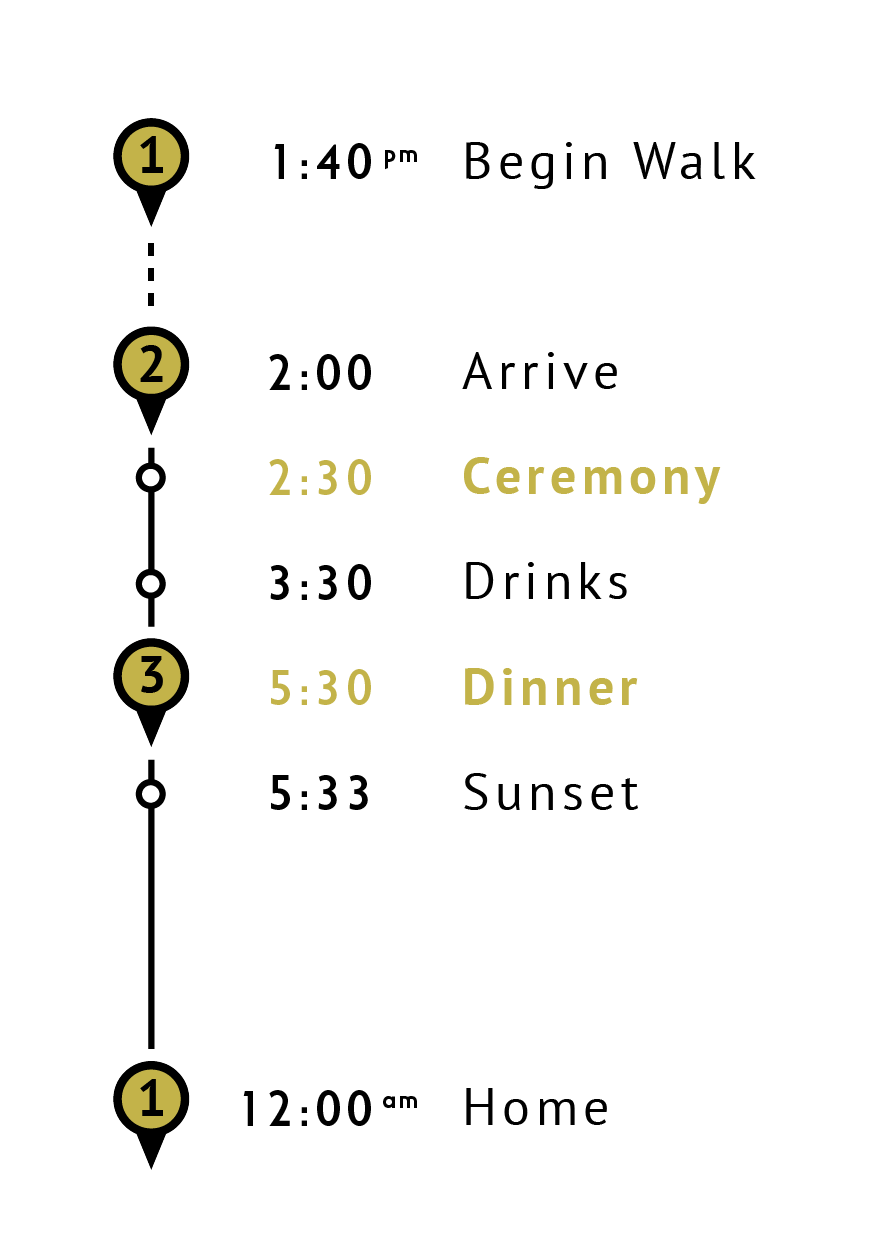 1 1:40 pm Begin Walk
2 2:00 Arrive
2:30 Ceremony
3:30 Drinks
3 5:30 Dinner
5:33 Sunset
1 12:00 am Home